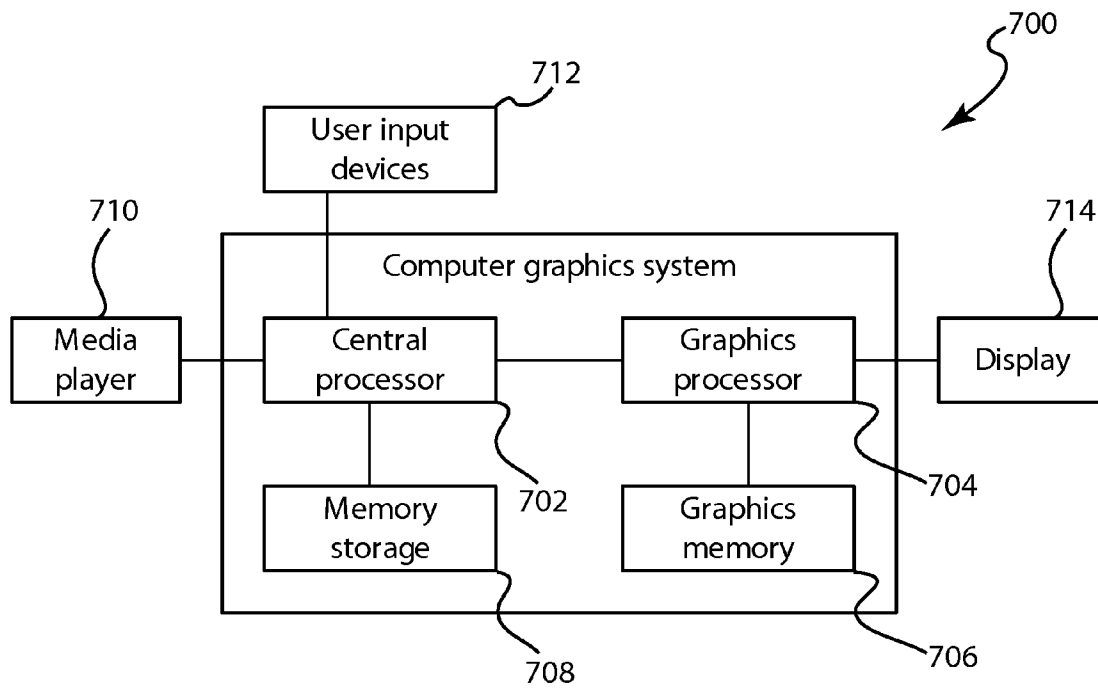 700
712
User input
devices
710
714
Computer graphics system
Media
player
Central
processor
Graphics
processor
Display
702
704
Memory
storage
Graphics
memory
708
706